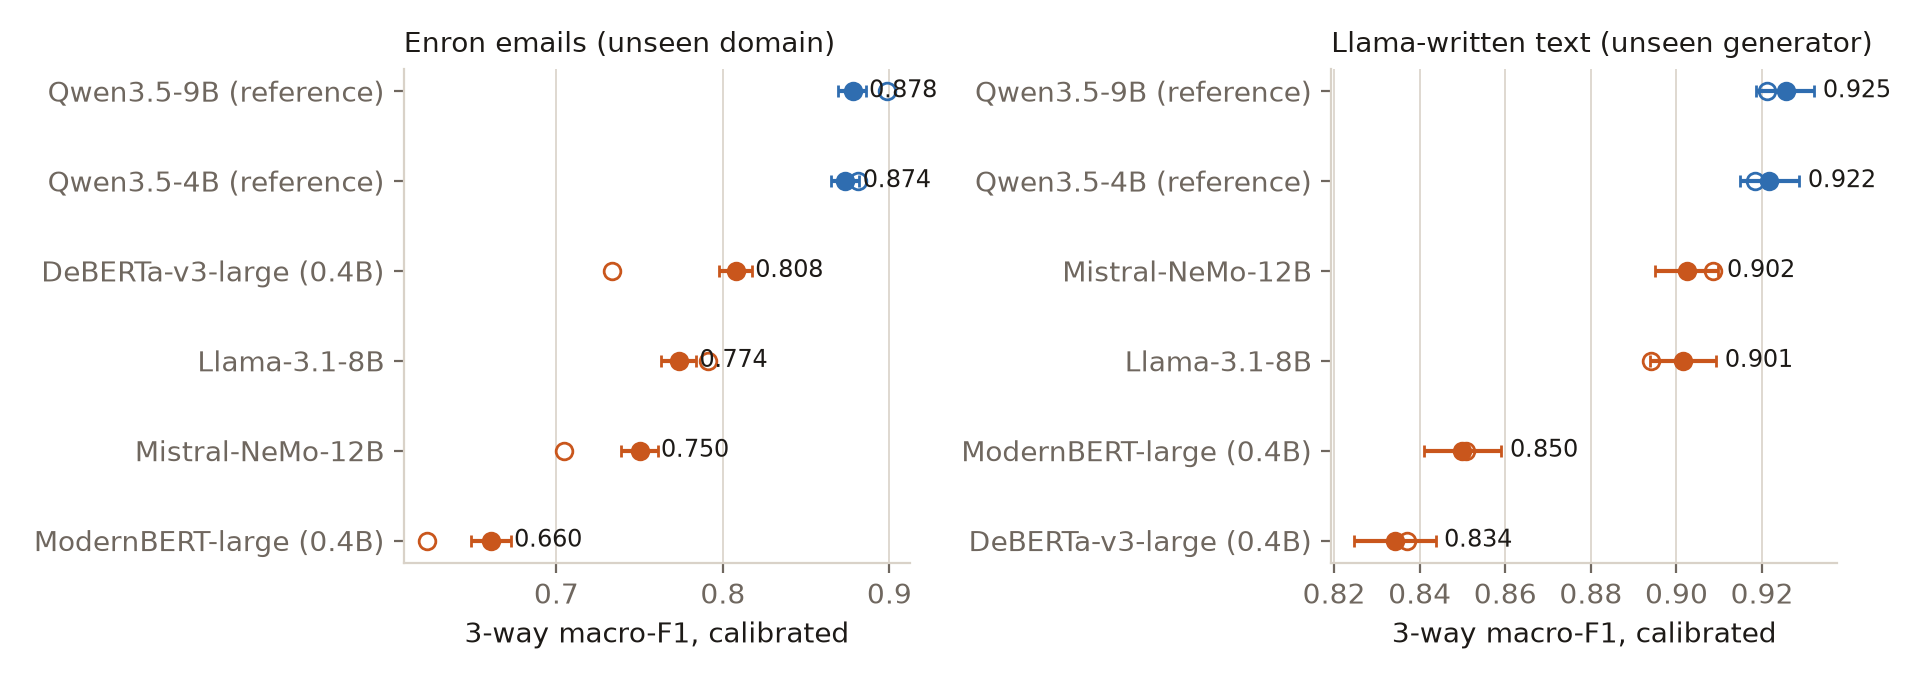 Enron emails (unseen domain)
Qwen3.5-9B (reference)
0.878
Qwen3.5-4B (reference)
0.874
DeBERTa-v3-large (0.4B)
0.808
Llama-3.1-8B
0.774
Mistral-NeMo-12B
0.750
ModernBERT-large (0.4B)
0.660
0.7 0.8 0.9
3-way macro-F1, calibrated
Llama-written text (unseen generator)
Qwen3.5-9B (reference)
0.925
Qwen3.5-4B (reference)
0.922
Mistral-NeMo-12B
0.902
Llama-3.1-8B
0.901
ModernBERT-large (0.4B)
0.850
DeBERTa-v3-large (0.4B)
0.834
0.82 0.84 0.86 0.88 0.90 0.92
3-way macro-F1, calibrated